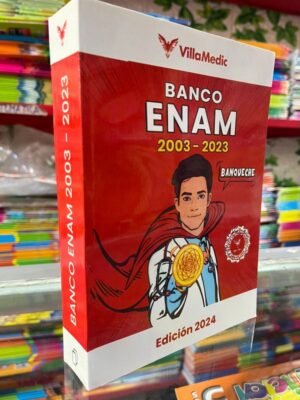 VillaMedic
BANCO
ENAM
2003 - 2023
BANQUECHE
Edición 2024
BANCO ENAM 2003 - 2023